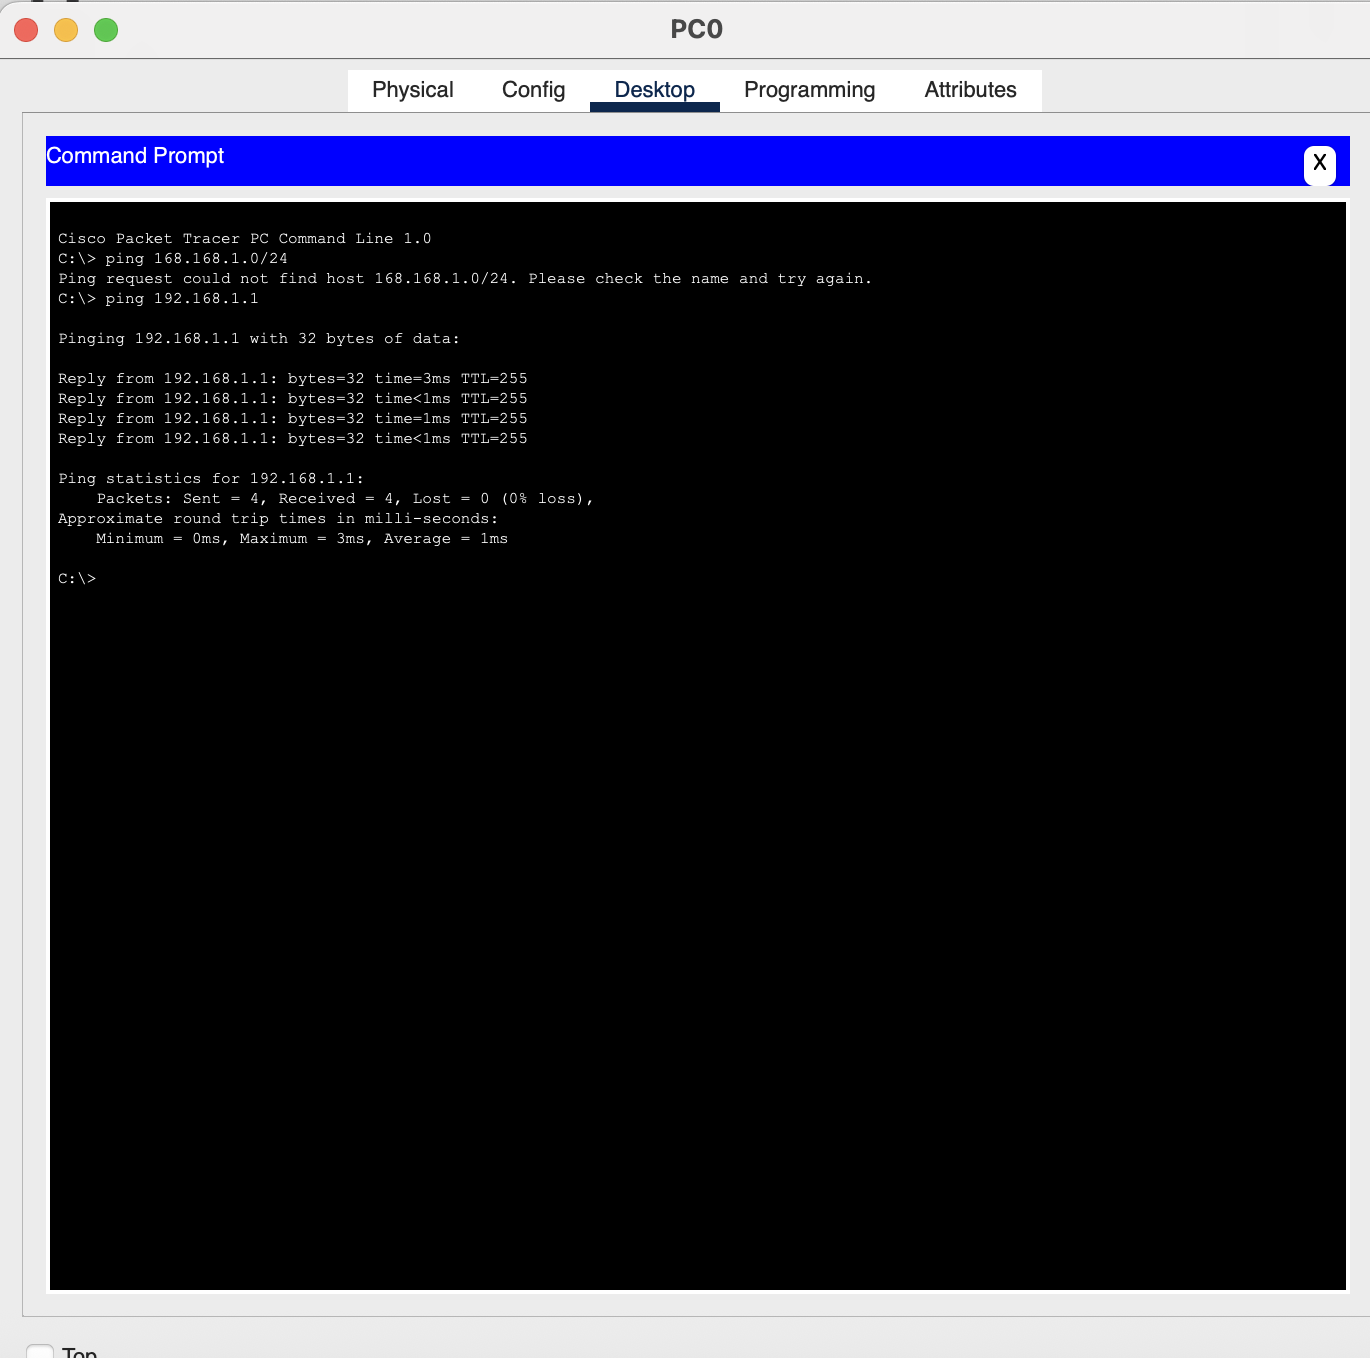 PC0
Physical Config Desktop Programming Attributes
Command Prompt
X
Cisco Packet Tracer PC Command Line 1.0
C:\> ping 168.168.1.0/24
Ping request could not find host 168.168.1.0/24. Please check the name and try again.
C:\> ping 192.168.1.1
Pinging 192.168.1.1 with 32 bytes of data:
Reply from 192.168.1.1: bytes=32 time=3ms TTL=255
Reply from 192.168.1.1: bytes=32 time<1ms TTL=255
Reply from 192.168.1.1: bytes=32 time=1ms TTL=255
Reply from 192.168.1.1: bytes=32 time<1ms TTL=255
Ping statistics for 192.168.1.1:
Packets: Sent = 4, Received = 4, Lost = 0 (0% loss),
Approximate round trip times in milli-seconds:
Minimum = 0ms, Maximum = 3ms, Average = 1ms
C:\>
Top